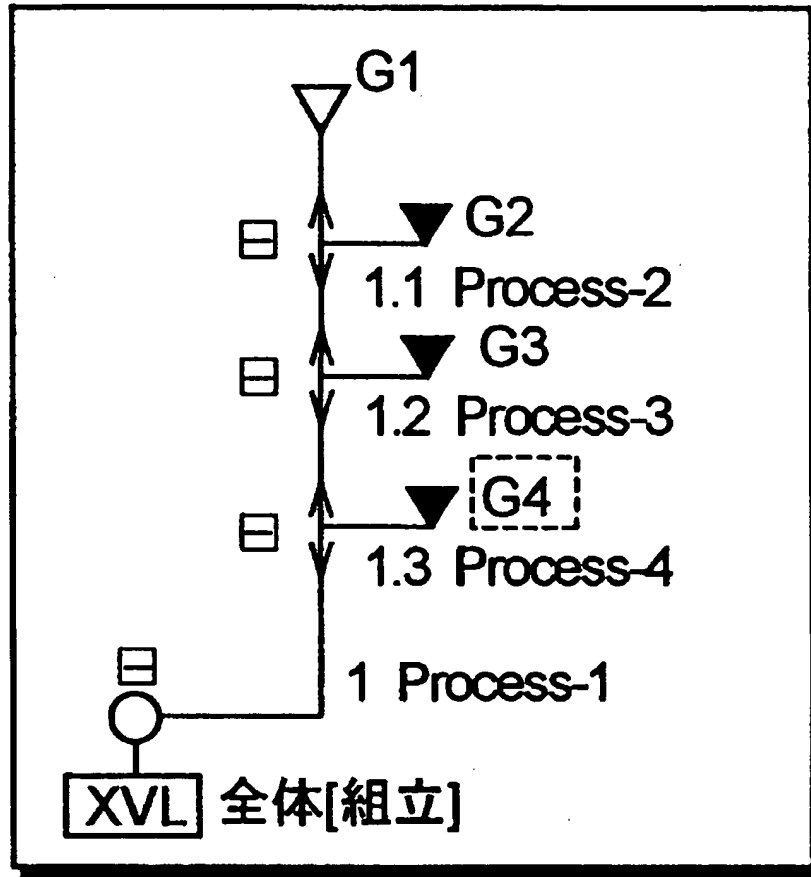 G1
G2
1.1 Process-2
G3
1.2 Process-3
G4
1.3 Process-4
1 Process-1
XVL 全体[組立]